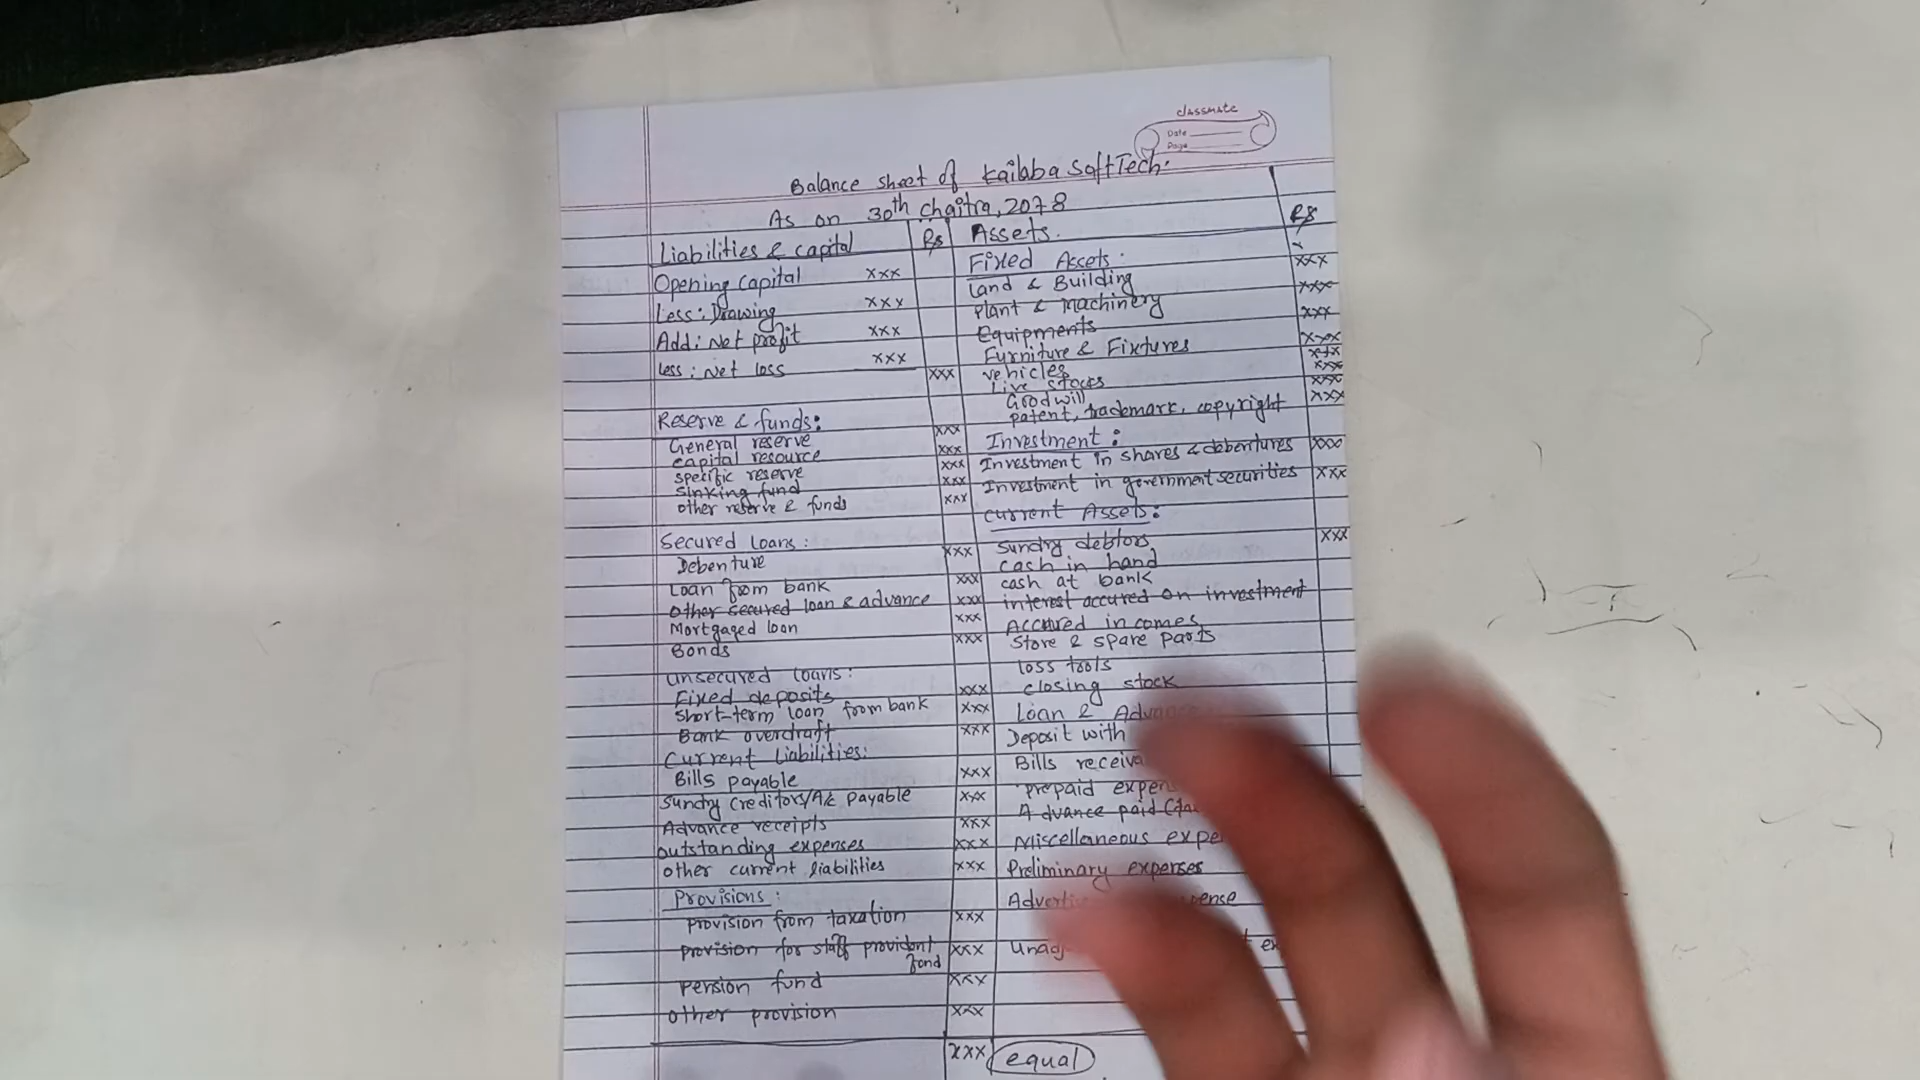 classmate
Date
Page
Balance sheet of Kailaba SoftTech.
As on 30th Chaitra, 2078
Liabilities & capital Rs Assets. Rs
Opening capital xxx
Less: Drawing xxx
Add: Net profit xxx
Less: Net loss xxx
xxx
Reserve & funds:
General reserve xxx
capital resource xxx
specific reserve xxx
sinking fund xxx
other reserve & funds xxx
Secured loans:
Debenture xxx
Loan from bank xxx
Other secured loan & advance xxx
Mortgaged loan xxx
Bonds xxx
Unsecured loans:
Fixed deposits xxx
Short-term loan from bank xxx
Bank overdraft xxx
Current liabilities:
Bills payable xxx
Sundry creditors/A/c payable xxx
Advance receipts xxx
outstanding expenses xxx
other current liabilities xxx
Provisions:
provision from taxation xxx
provision for staff provident fund xxx
pension fund xxx
other provision xxx
xxx
Fixed Assets:
Land & Building xxx
Plant & Machinery xxx
Equipments xxx
Furniture & Fixtures xxx
vehicles xxx
Live stocks xxx
Goodwill xxx
patent, trademark, copyright xxx
Investment:
Investment in shares & debentures xxx
Investment in government securities xxx
current Assets:
Sundry debtors xxx
cash in hand
cash at bank
interest accured on investment
Accured incomes
Store & spare parts
loss tools
closing stock
Loan &
Deposit with
Bills
prepaid
Advance paid
Miscellaneous
Preliminary expenses
equal